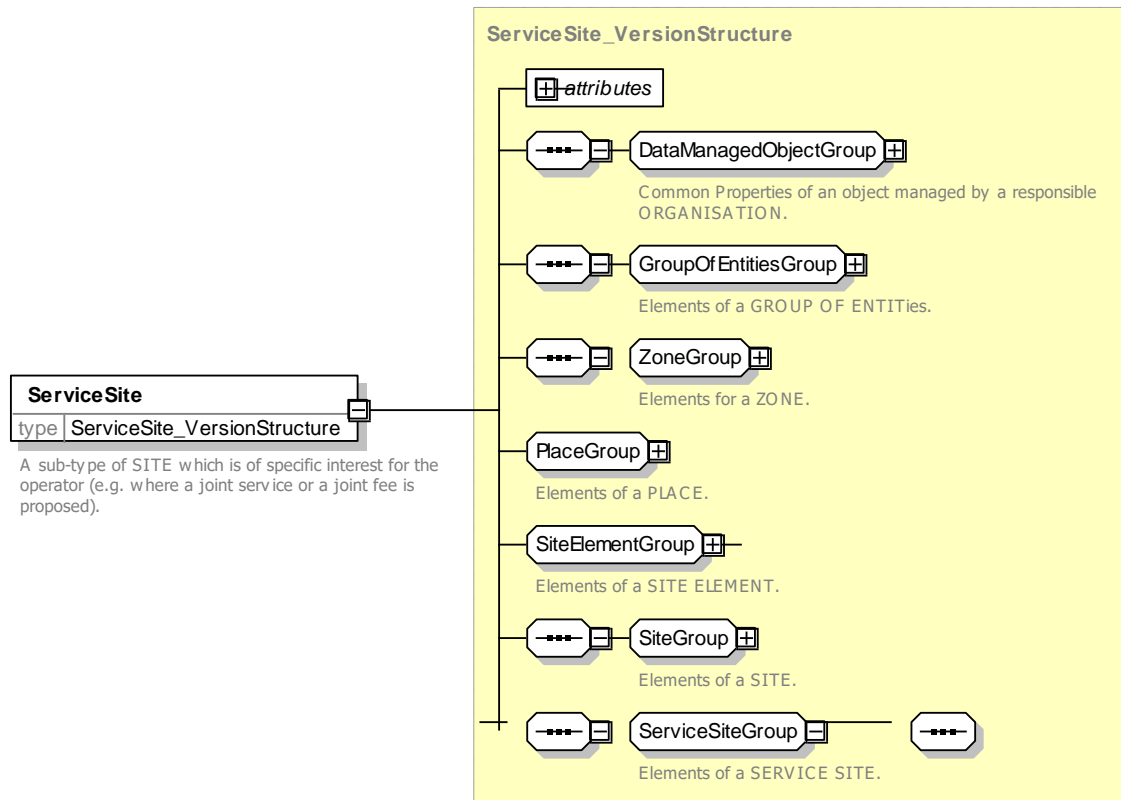 ServiceSite_VersionStructure
attributes
DataManagedObjectGroup
Common Properties of an object managed by a responsible
ORGANISATION.
GroupOfEntitiesGroup
Elements of a GROUP OF ENTITies.
ZoneGroup
Elements for a ZONE.
ServiceSite
type ServiceSite_VersionStructure
A sub-type of SITE which is of specific interest for the
operator (e.g. where a joint service or a joint fee is
proposed).
PlaceGroup
Elements of a PLACE.
SiteElementGroup
Elements of a SITE ELEMENT.
SiteGroup
Elements of a SITE.
ServiceSiteGroup
Elements of a SERVICE SITE.